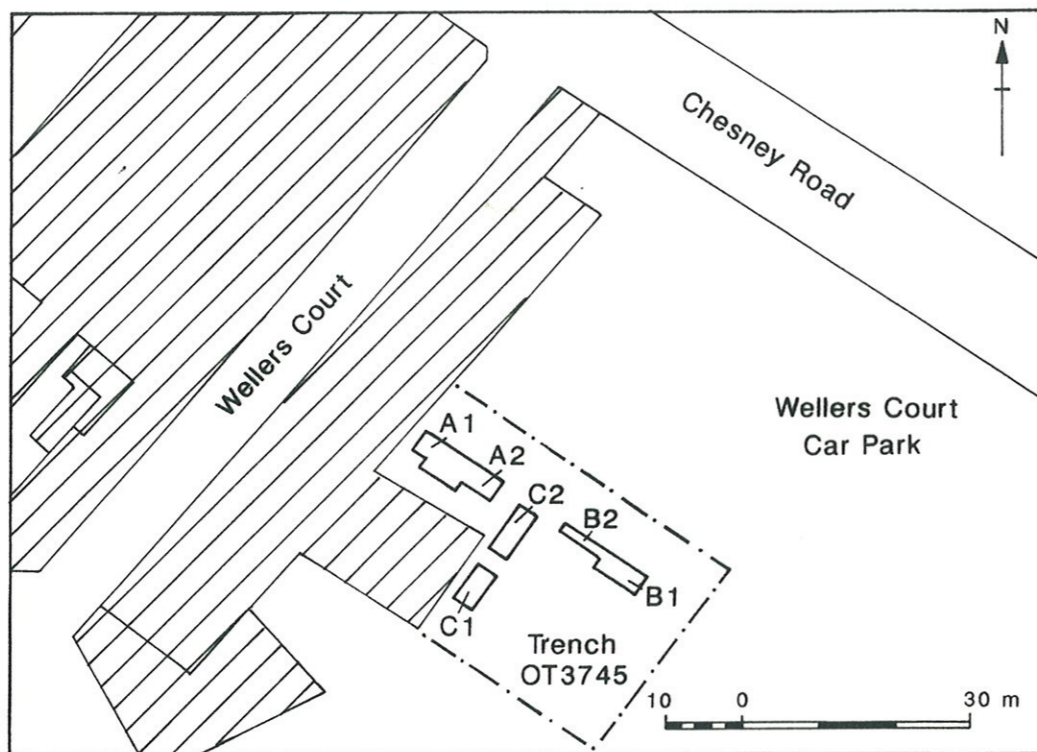 N
Chesney Road
Wellers Court
Wellers Court
Car Park
A1
A2
C2
B2
B1
C1
Trench
OT3745
10 0 30 m